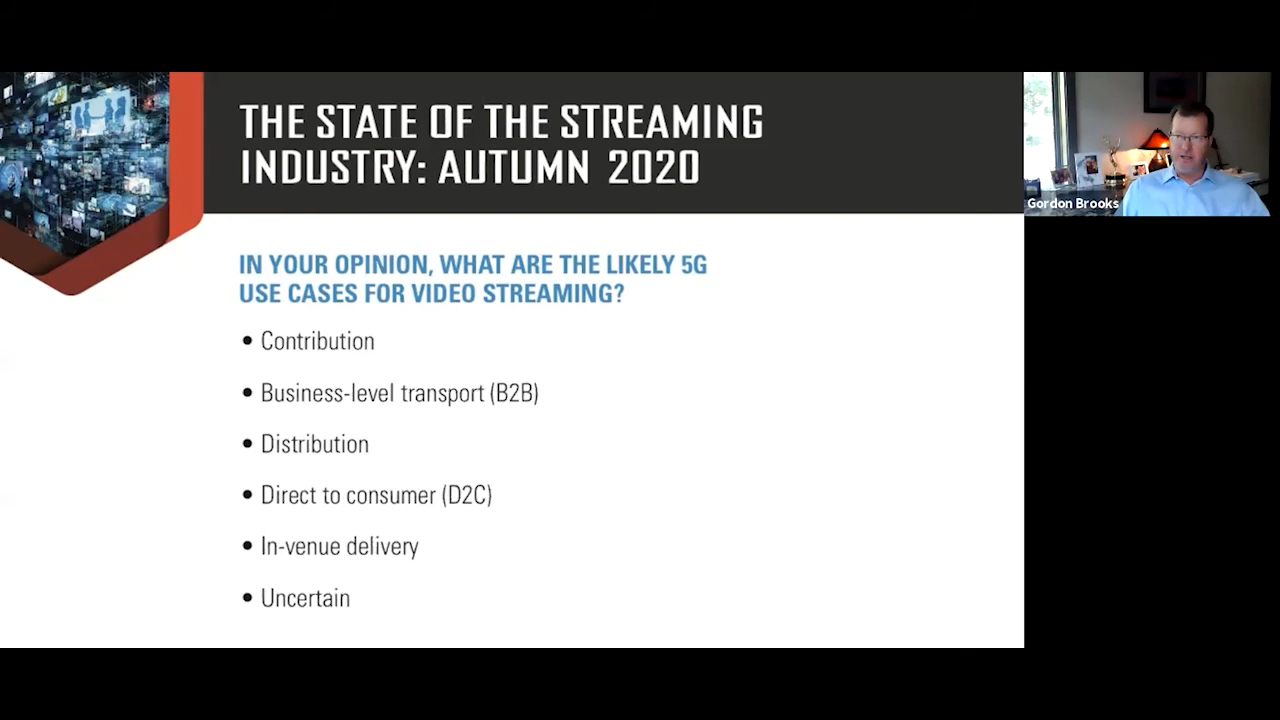 THE STATE OF THE STREAMING
INDUSTRY: AUTUMN 2020
Gordon Brooks
IN YOUR OPINION, WHAT ARE THE LIKELY 5G
USE CASES FOR VIDEO STREAMING?
• Contribution
• Business-level transport (B2B)
• Distribution
• Direct to consumer (D2C)
• In-venue delivery
• Uncertain